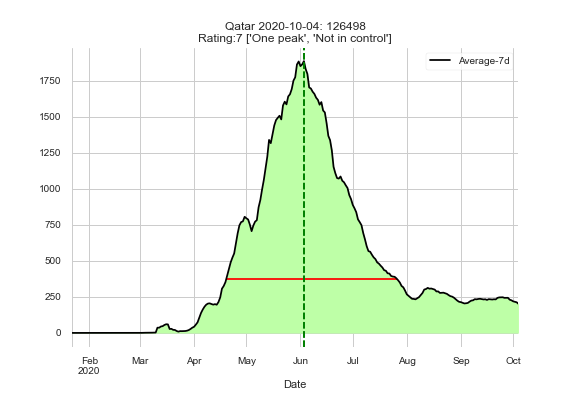 Qatar 2020-10-04: 126498
Rating:7 ['One peak', 'Not in control']
Average-7d
1750
1500
1250
1000
750
500
250
0
Feb Mar Apr May Jun Jul Aug Sep Oct
2020
Date